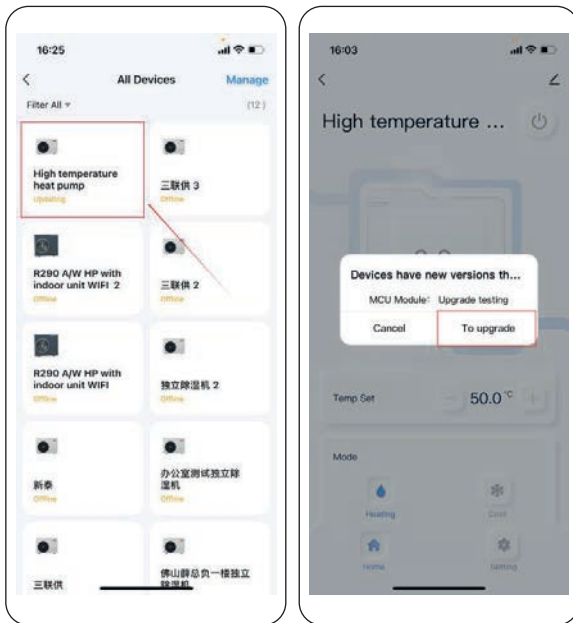 16:25
All Devices
Manage
Filter All
(12)
High temperature
heat pump
Updating
三联供 3
Offline
R290 A/W HP with
indoor unit WIFI 2
Offline
三联供 2
Offline
R290 A/W HP with
indoor unit WIFI
Offline
独立除湿机 2
Offline
新泰
Offline
办公室测试独立除
湿机
Offline
三联供
佛山薛总负一楼独立
除湿机
16:03
High temperature ...
Devices have new versions th...
MCU Module: Upgrade testing
Cancel
To upgrade
Temp Set
50.0 °C
Mode
Heating
Cool
Home
Setting